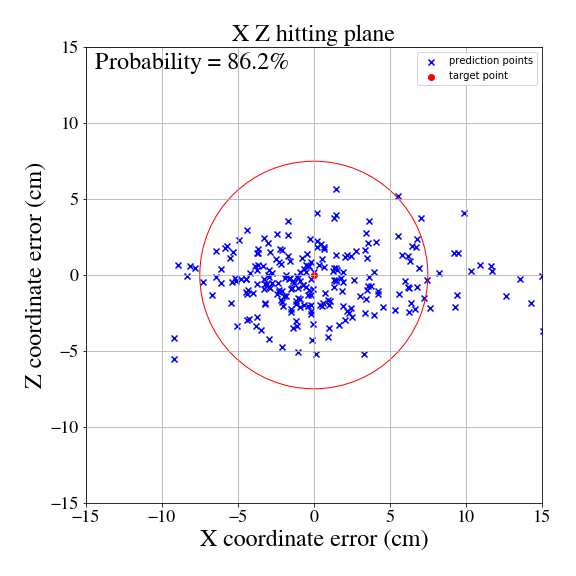 X Z hitting plane
Probability = 86.2%
prediction points
target point
15
10
5
0
−5
−10
−15
Z coordinate error (cm)
−15 −10 −5 0 5 10 15
X coordinate error (cm)